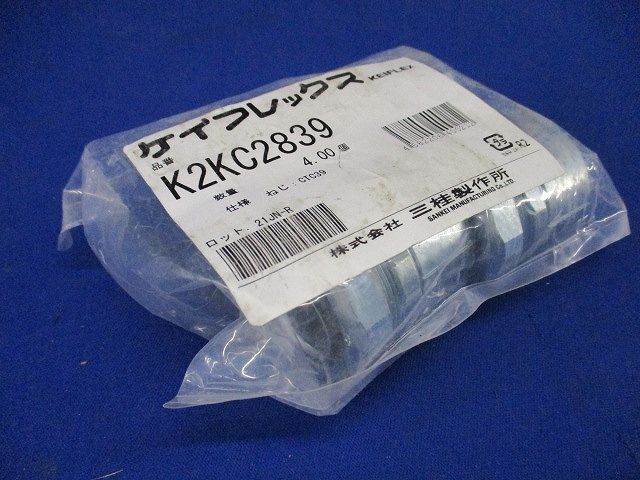 ケイフレックス KEIFLEX
品番
K2KC2839
数量 4.00 個
仕様 ねじ：CTC39
ロット．21JN-R
株式会社 三桂製作所
SANKEI MANUFACTURING Co.,LTD.